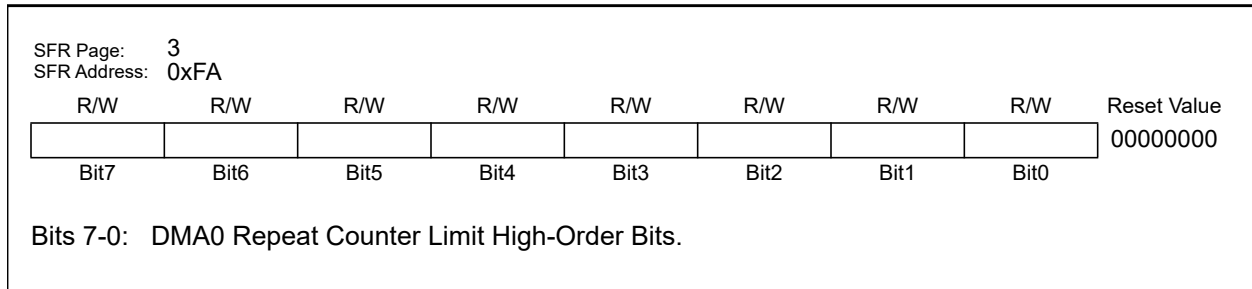 SFR Page: 3
SFR Address: 0xFA
R/W R/W R/W R/W R/W R/W R/W R/W Reset Value
00000000
Bit7 Bit6 Bit5 Bit4 Bit3 Bit2 Bit1 Bit0
Bits 7-0: DMA0 Repeat Counter Limit High-Order Bits.